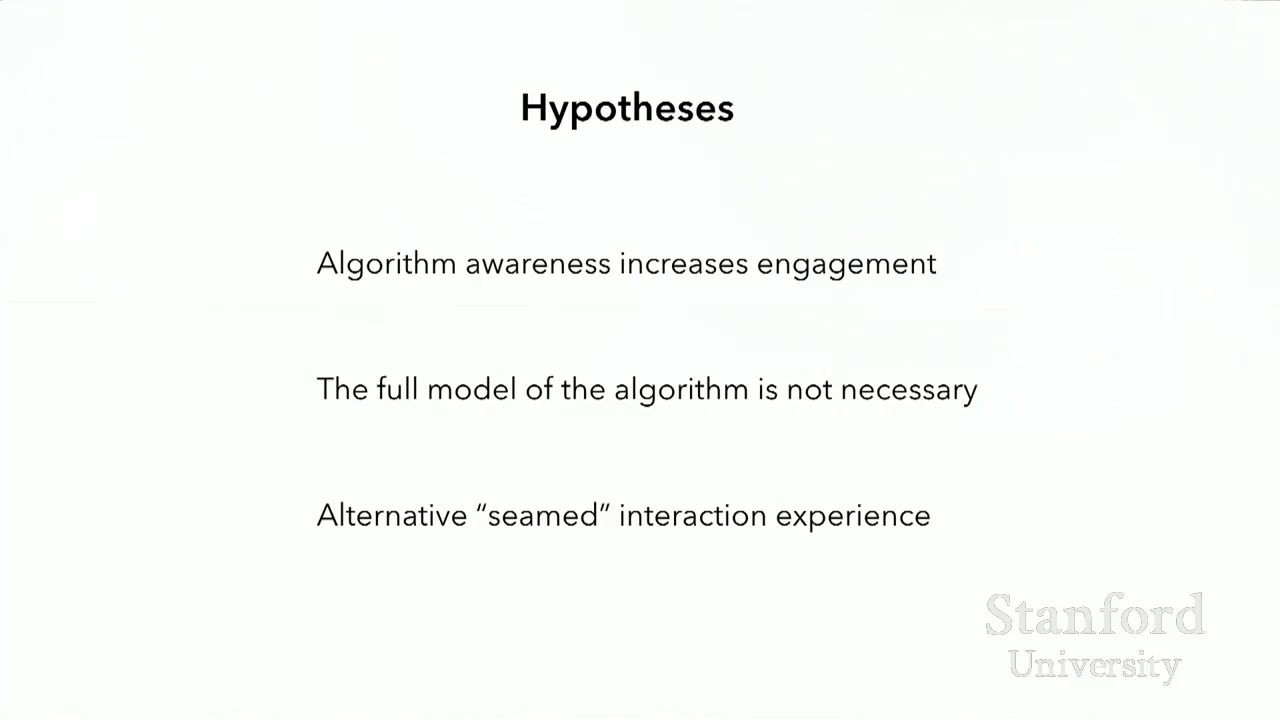 Hypotheses
Algorithm awareness increases engagement
The full model of the algorithm is not necessary
Alternative “seamed” interaction experience
Stanford
University